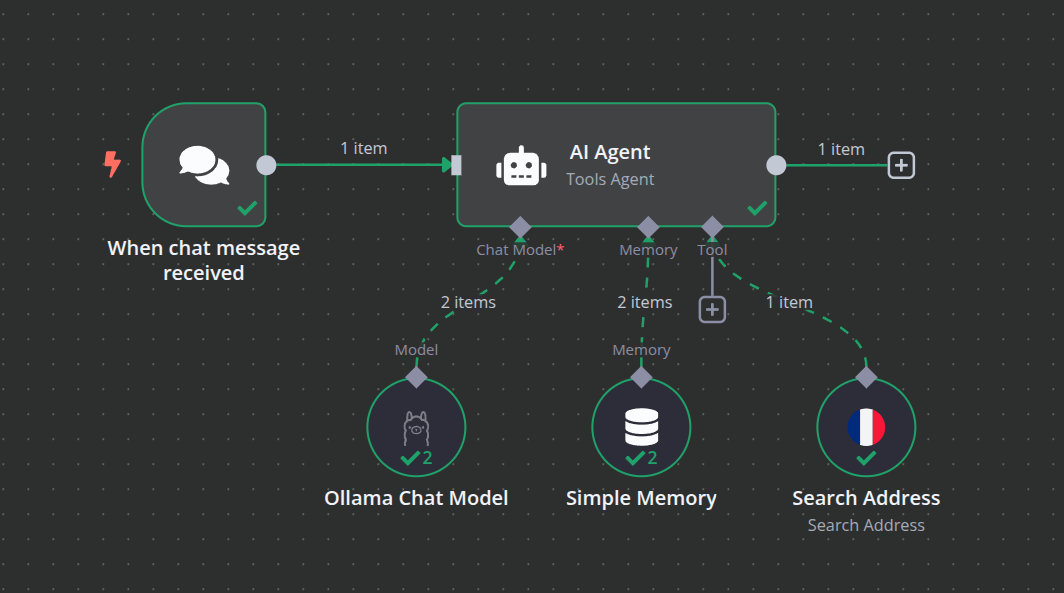 1 item
AI Agent
Tools Agent
1 item
When chat message
received
Chat Model*
Memory
Tool
2 items
2 items
1 item
Model
Memory
2
2
Ollama Chat Model
Simple Memory
Search Address
Search Address